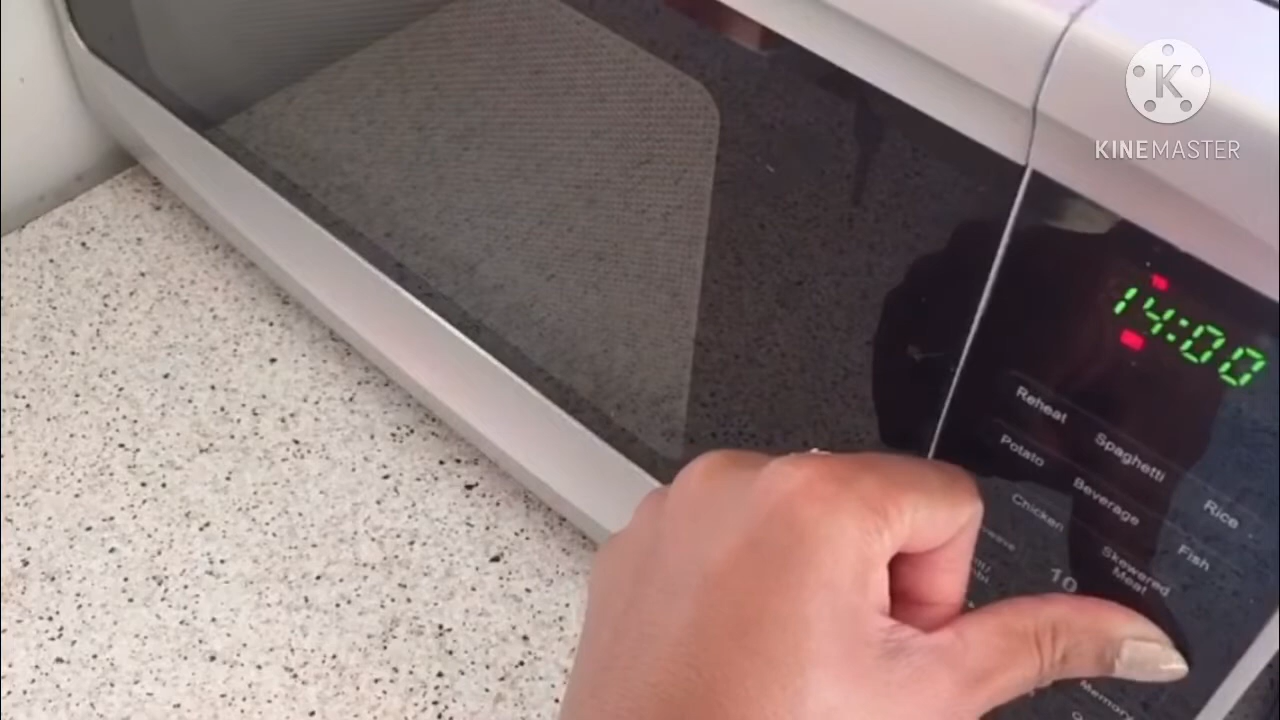 K
KINEMASTER
14:00
Reheat
Spaghetti
Rice
Potato
Beverage
Fish
Chicken
Skewered
Meat
10